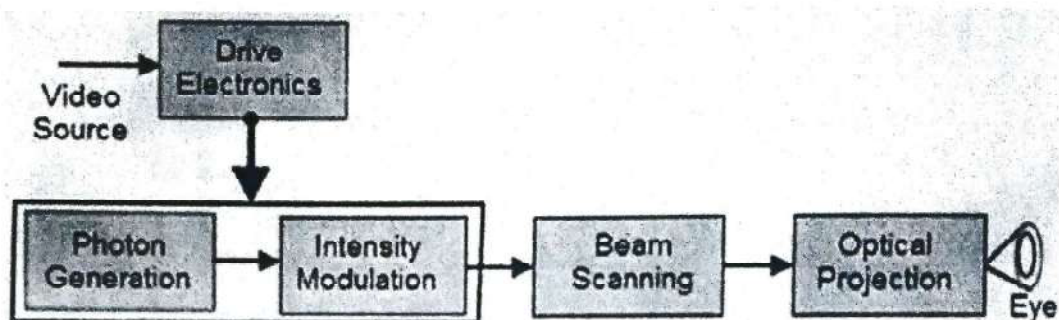 Drive
Electronics
Video
Source
Photon
Generation
Intensity
Modulation
Beam
Scanning
Optical
Projection
Eye